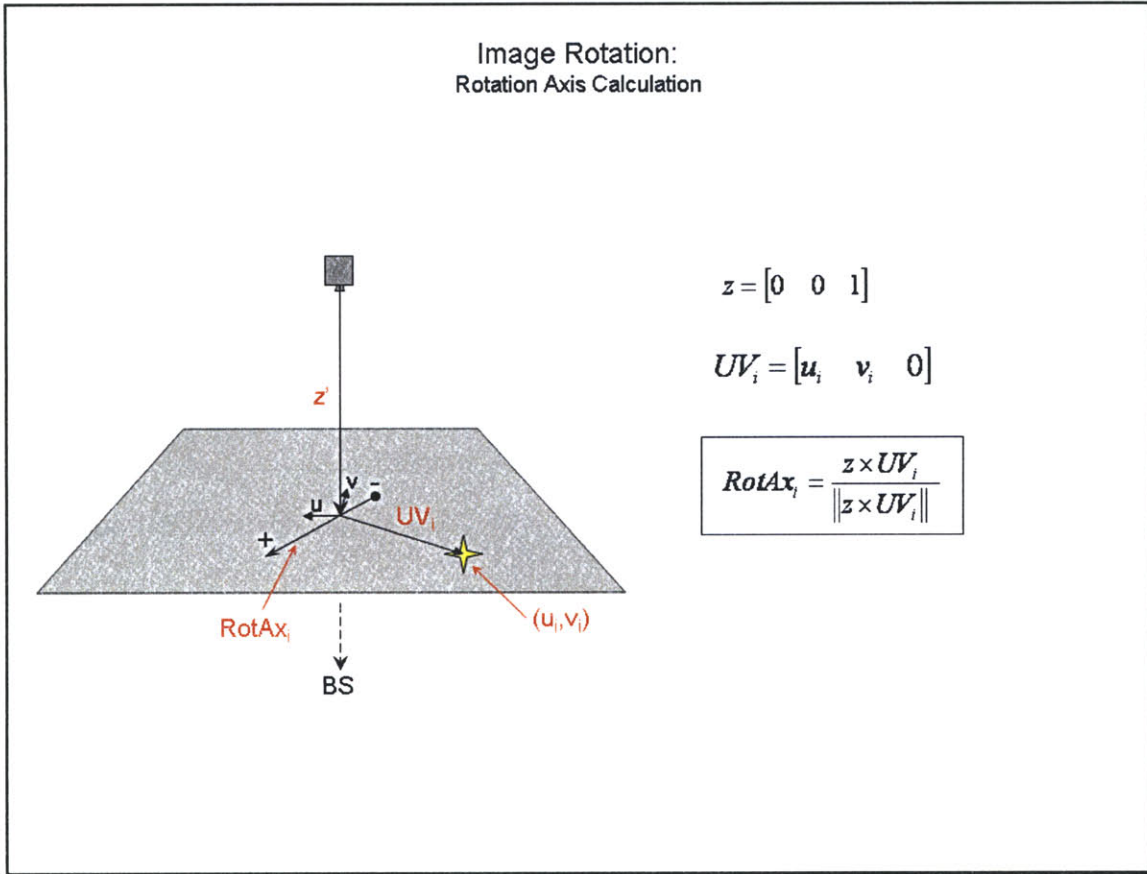 Image Rotation:
Rotation Axis Calculation
z = [0 0 1]
z'
UV_i = [u_i v_i 0]
v -
u
UV_i
+
RotAx_i = z × UV_i / ||z × UV_i||
RotAx_i
(u_i,v_i)
BS